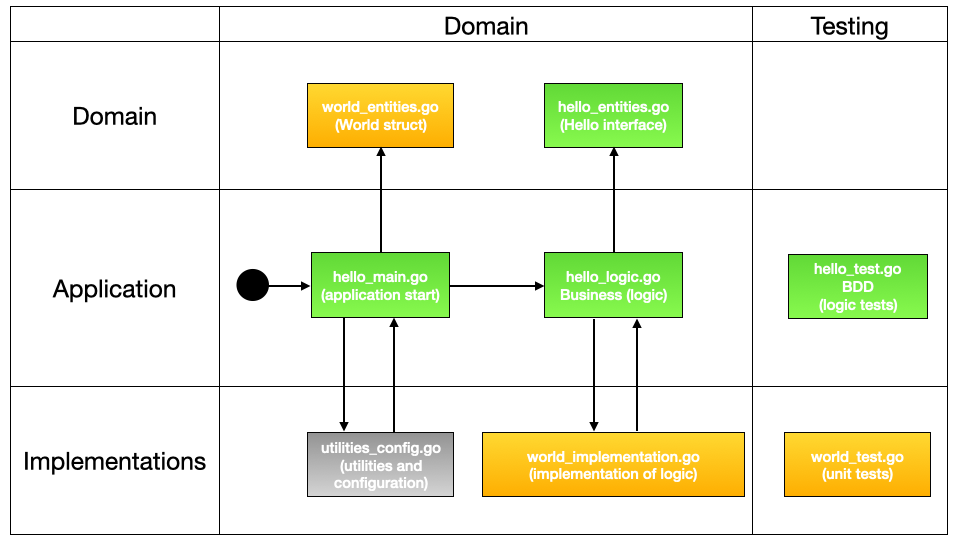 Domain
Testing
Domain
world_entities.go
(World struct)
hello_entities.go
(Hello interface)
Application
hello_main.go
(application start)
hello_logic.go
Business (logic)
hello_test.go
BDD
(logic tests)
Implementations
utilities_config.go
(utilities and
configuration)
world_implementation.go
(implementation of logic)
world_test.go
(unit tests)